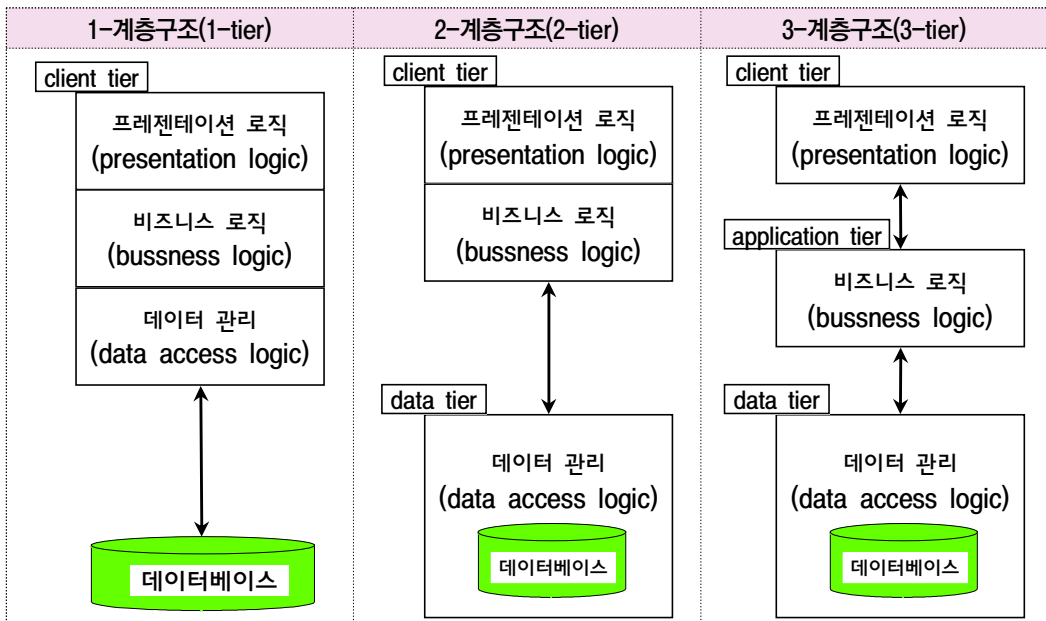 1-계층구조(1-tier)
2-계층구조(2-tier)
3-계층구조(3-tier)
client tier
프레젠테이션 로직
(presentation logic)
비즈니스 로직
(bussness logic)
데이터 관리
(data access logic)
데이터베이스
client tier
프레젠테이션 로직
(presentation logic)
비즈니스 로직
(bussness logic)
data tier
데이터 관리
(data access logic)
데이터베이스
client tier
프레젠테이션 로직
(presentation logic)
application tier
비즈니스 로직
(bussness logic)
data tier
데이터 관리
(data access logic)
데이터베이스